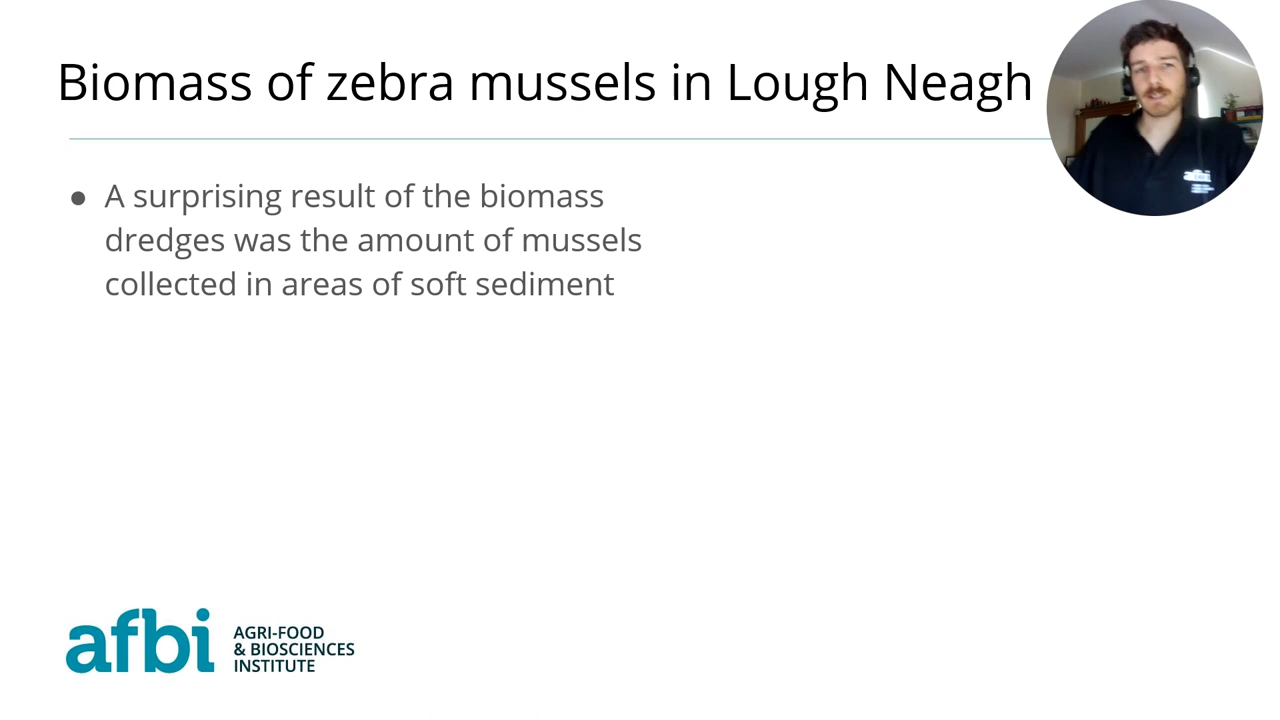 Biomass of zebra mussels in Lough Neagh
● A surprising result of the biomass
dredges was the amount of mussels
collected in areas of soft sediment
afbi
AGRI-FOOD
& BIOSCIENCES
INSTITUTE